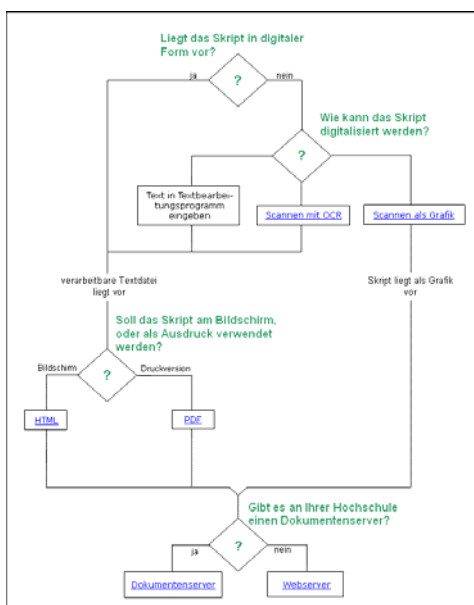 Liegt das Skript in digitaler
Form vor?
ja
?
nein
Wie kann das Skript
digitalisiert werden?
?
Text in Textbearbei-
tungsprogramm
eingeben
Scannen mit OCR
Scannen als Grafik
verarbeitbare Textdatei
liegt vor
Skript liegt als Grafik
vor
Soll das Skript am Bildschirm,
oder als Ausdruck verwendet
werden?
Bildschirm
?
Druckversion
HTML
PDF
Gibt es an Ihrer Hochschule
einen Dokumentenserver?
ja
?
nein
Dokumentenserver
Webserver